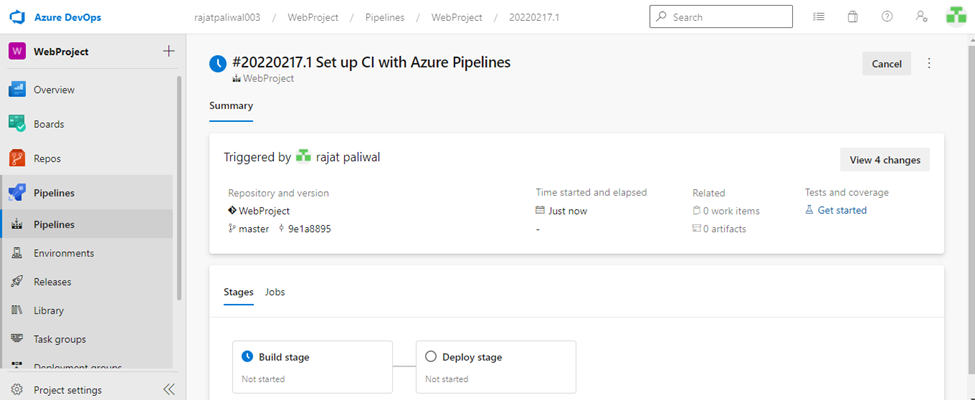 Azure DevOps
rajatpaliwal003 / WebProject / Pipelines / WebProject / 20220217.1
Search
W WebProject
Overview
Boards
Repos
Pipelines
Pipelines
Environments
Releases
Library
Task groups
Deployment groups
Project settings
#20220217.1 Set up CI with Azure Pipelines
WebProject
Cancel
Summary
Triggered by rajat paliwal
View 4 changes
Repository and version
WebProject
master 9e1a8895
Time started and elapsed
Just now
-
Related
0 work items
0 artifacts
Tests and coverage
Get started
Stages Jobs
Build stage
Not started
Deploy stage
Not started